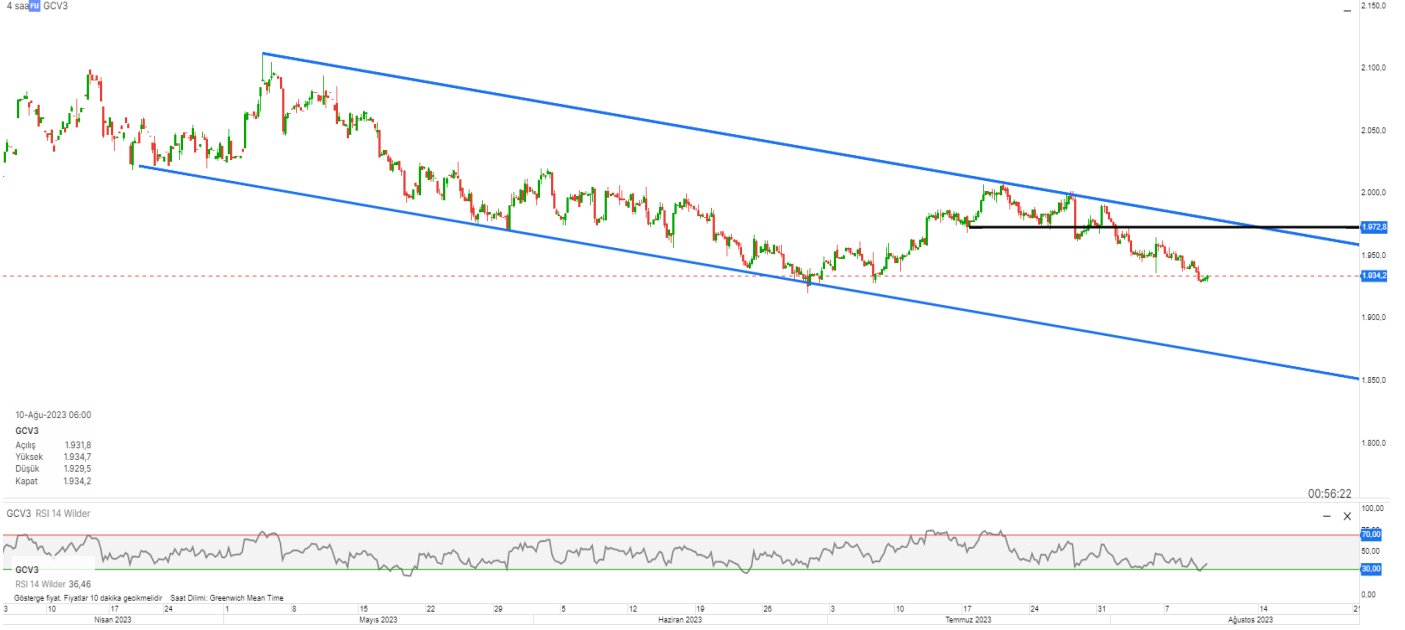 4 saa FU GCV3
2.150,0
2.100,0
2.050,0
2.000,0
1.972,8
1.950,0
1.934,2
1.900,0
1.850,0
1.800,0
10-Ağu-2023 06:00
GCV3
Açılış 1.931,8
Yüksek 1.934,7
Düşük 1.929,5
Kapat 1.934,2
00:56:22
GCV3 RSI 14 Wilder
100,00
70,00
50,00
30,00
0.00
GCV3
RSI 14 Wilder 36,46
Gösterge fiyat. Fiyatlar 10 dakika gecikmelidir Saat Dilimi: Greenwich Mean Time
3 10 17 24 1 8 15 22 29 5 12 19 26 3 10 17 24 31 7 14 21
Nisan 2023 Mayıs 2023 Haziran 2023 Temmuz 2023 Ağustos 2023